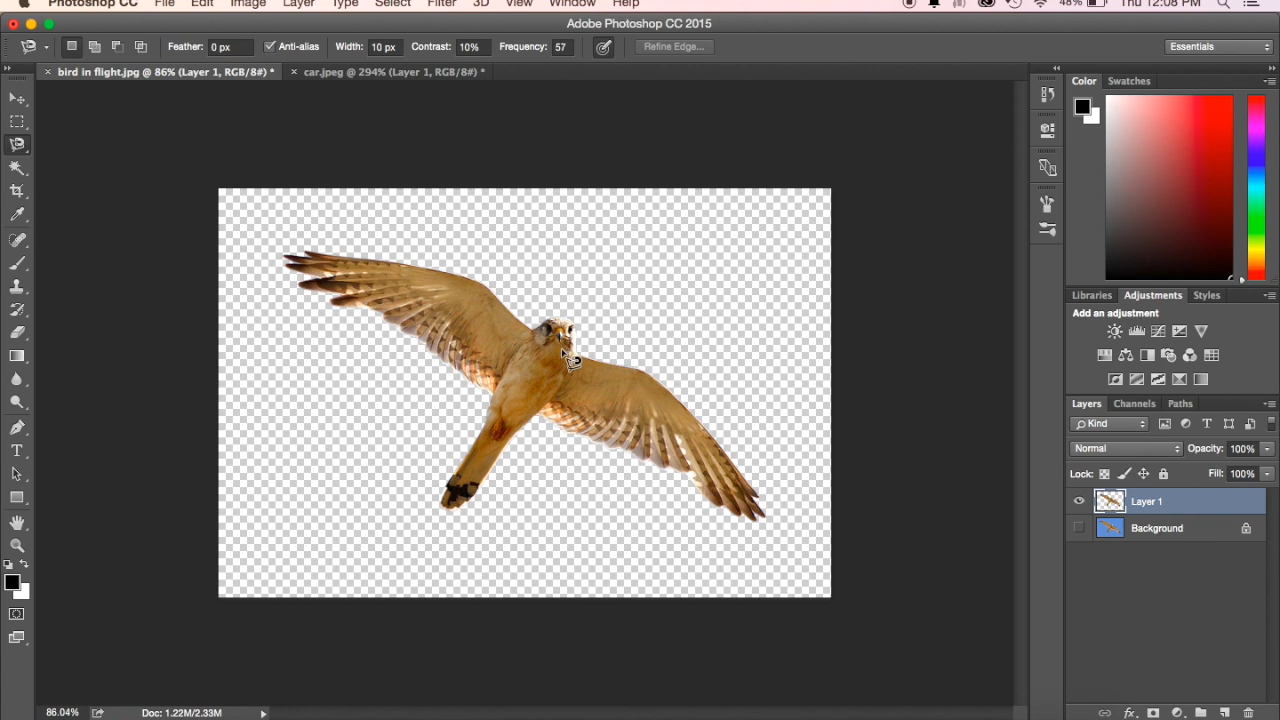 Photoshop CC File Edit Image Layer Type Select Filter 3D View Window Help 48% Thu 12:08 PM
Adobe Photoshop CC 2015
Feather: 0 px Anti-alias Width: 10 px Contrast: 10% Frequency: 57 Refine Edge... Essentials
× bird in flight.jpg @ 86% (Layer 1, RGB/8#) * × car.jpeg @ 294% (Layer 1, RGB/8#) *
Color Swatches
Libraries Adjustments Styles
Add an adjustment
Layers Channels Paths
Kind
Normal Opacity: 100%
Lock: Fill: 100%
Layer 1
Background
86.04% Doc: 1.22M/2.33M